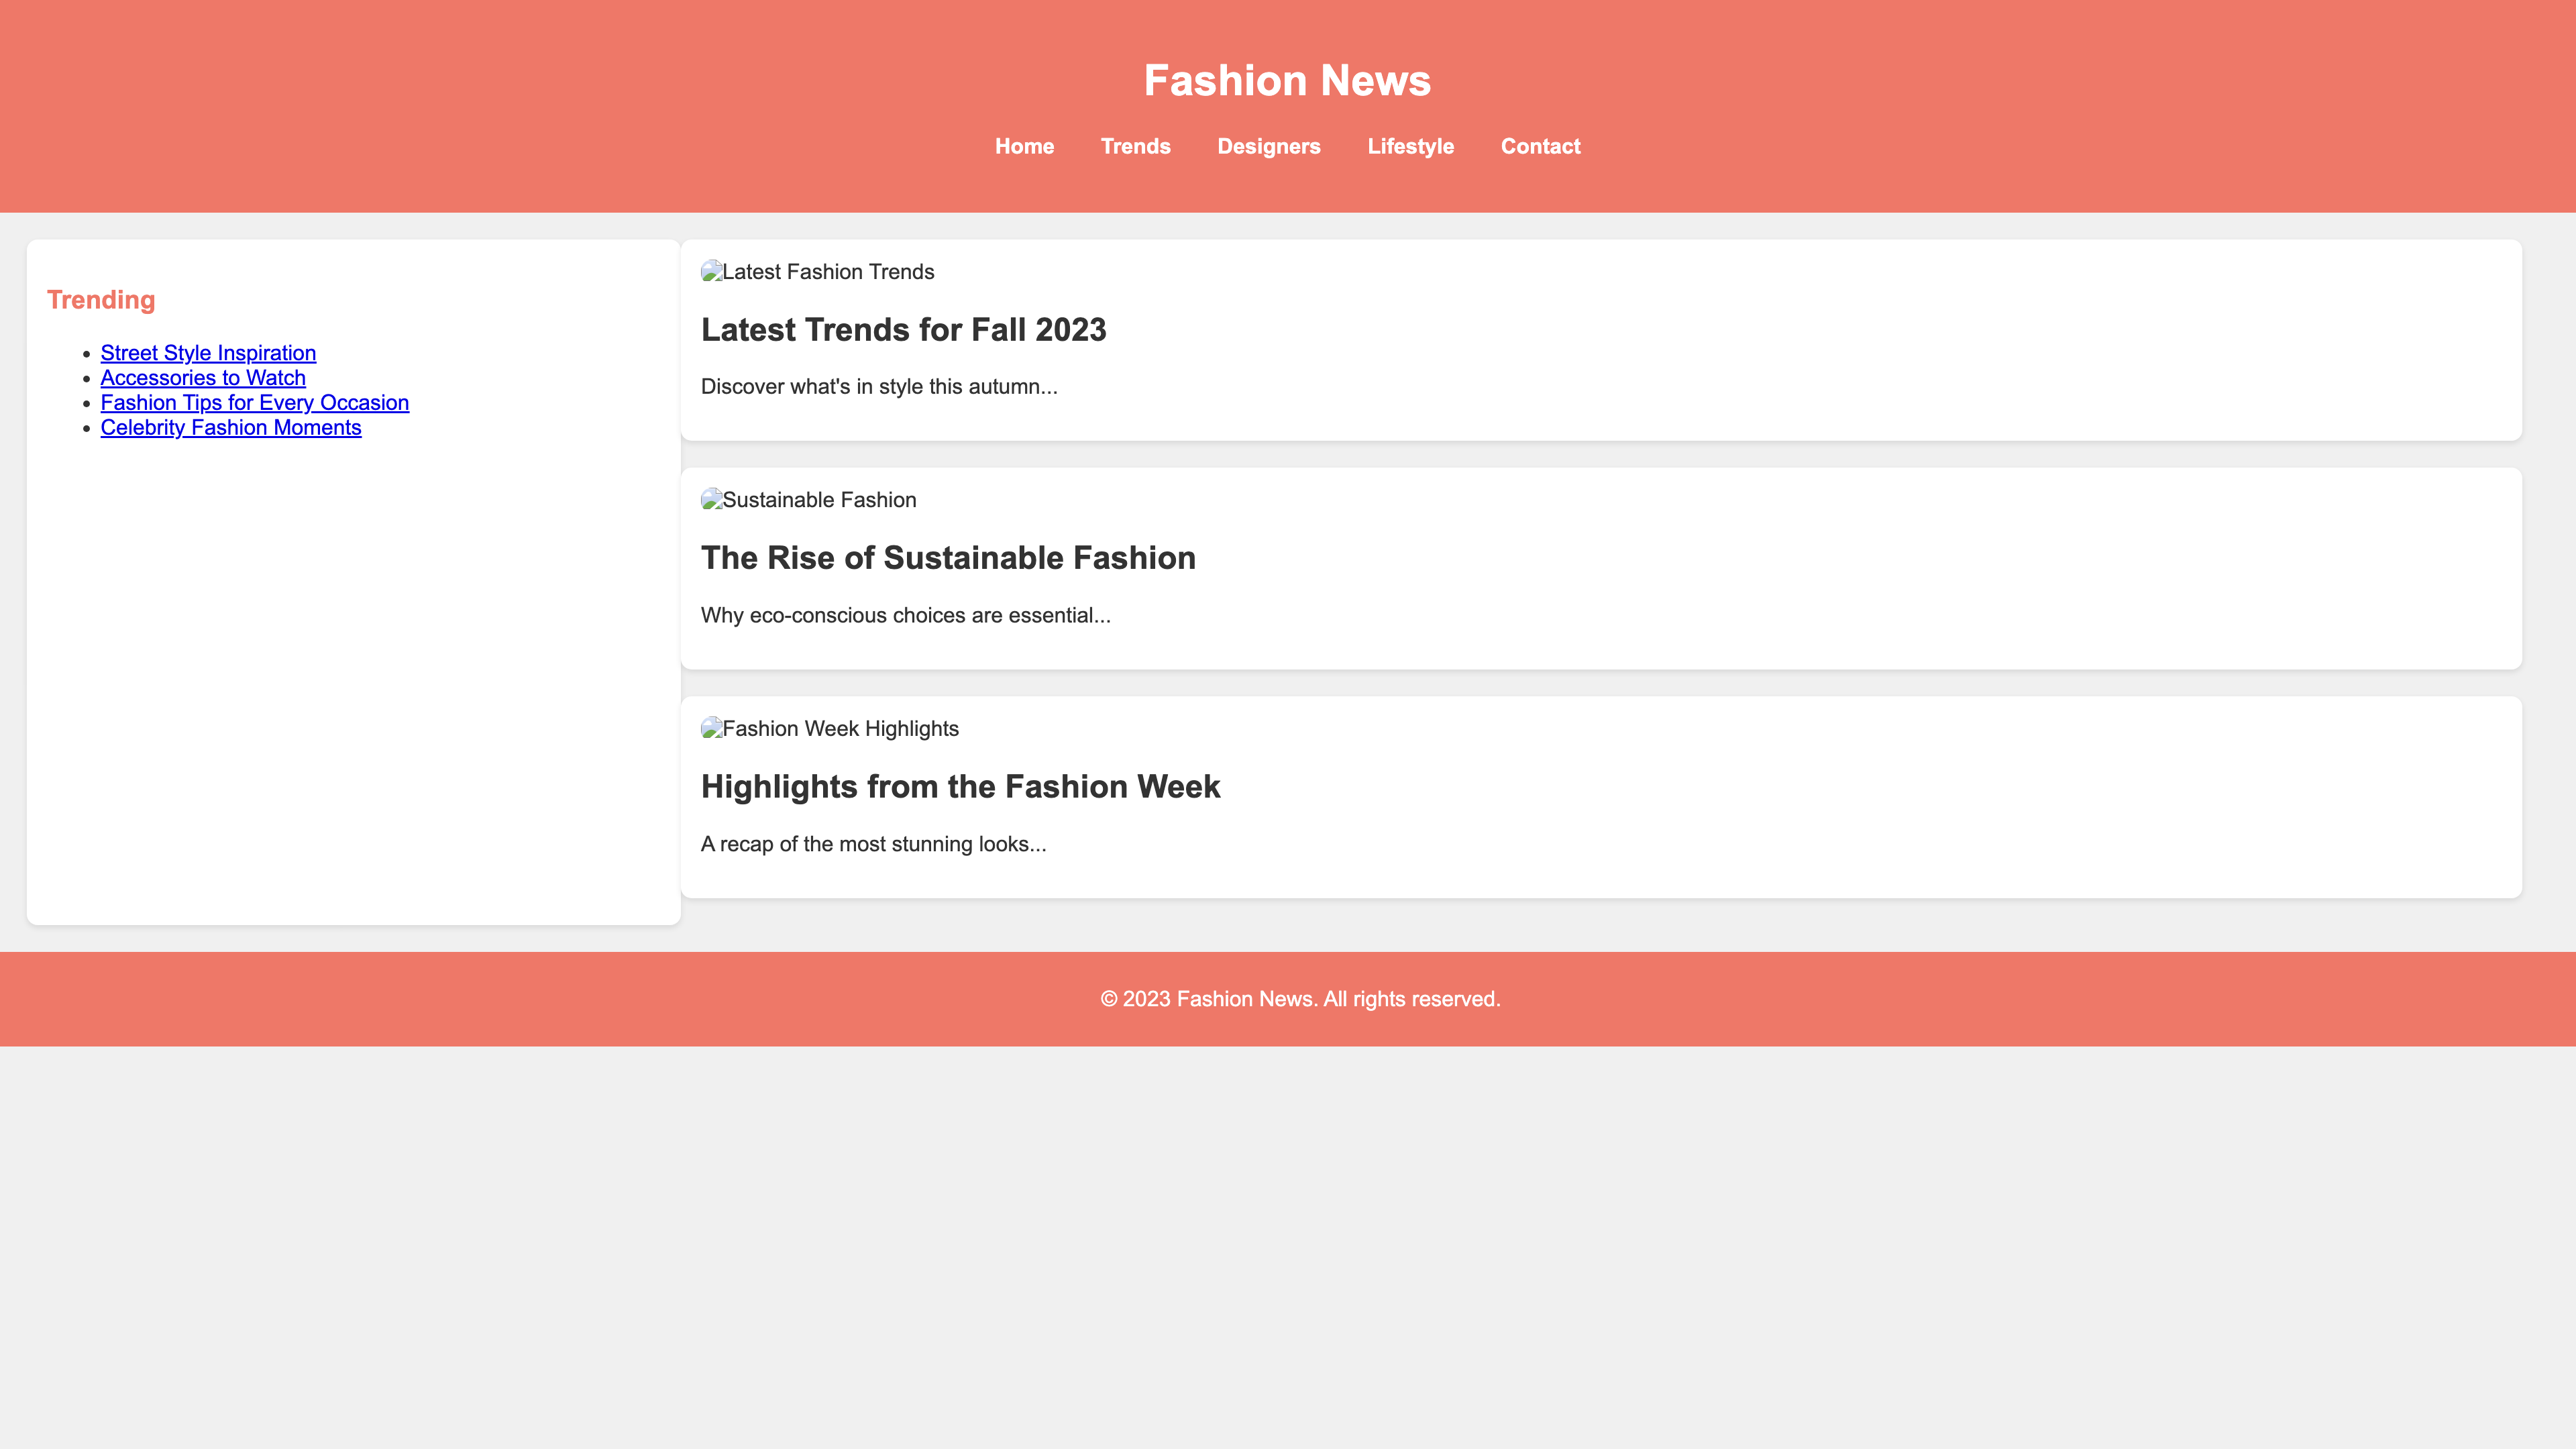 Fashion News
Home Trends Designers Lifestyle Contact
Trending
Street Style Inspiration
Accessories to Watch
Fashion Tips for Every Occasion
Celebrity Fashion Moments
Latest Fashion Trends
Latest Trends for Fall 2023
Discover what's in style this autumn...
Sustainable Fashion
The Rise of Sustainable Fashion
Why eco-conscious choices are essential...
Fashion Week Highlights
Highlights from the Fashion Week
A recap of the most stunning looks...
© 2023 Fashion News. All rights reserved.